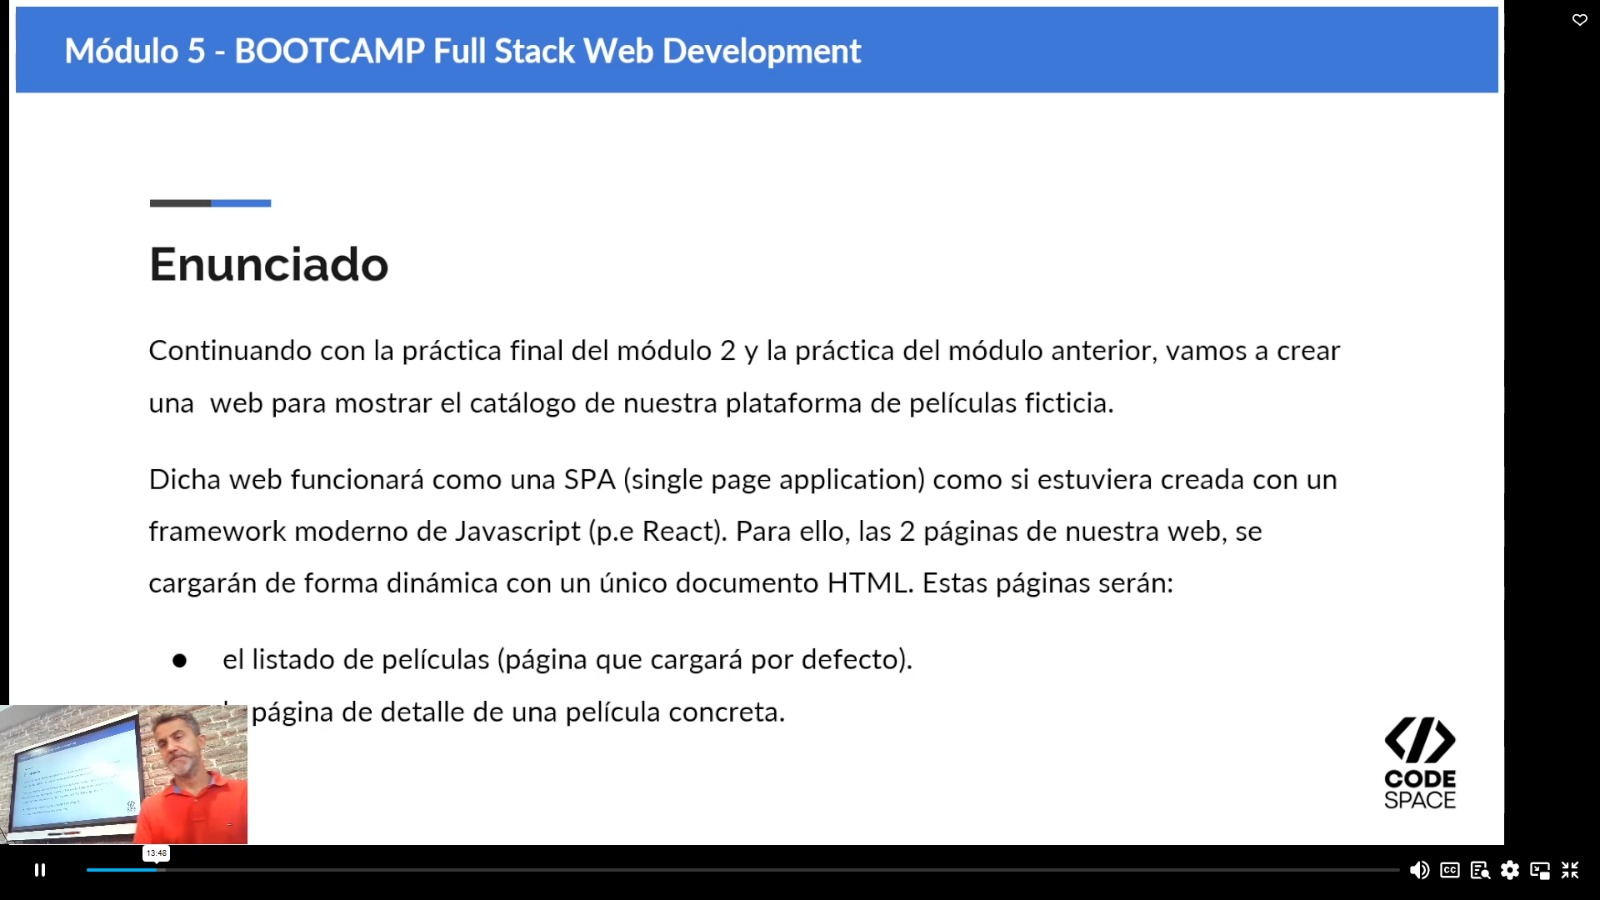 Módulo 5 - BOOTCAMP Full Stack Web Development
Enunciado
Continuando con la práctica final del módulo 2 y la práctica del módulo anterior, vamos a crear
una web para mostrar el catálogo de nuestra plataforma de películas ficticia.
Dicha web funcionará como una SPA (single page application) como si estuviera creada con un
framework moderno de Javascript (p.e React). Para ello, las 2 páginas de nuestra web, se
cargarán de forma dinámica con un único documento HTML. Estas páginas serán:
● el listado de películas (página que cargará por defecto).
página de detalle de una película concreta.
CODE
SPACE
13:48
CC